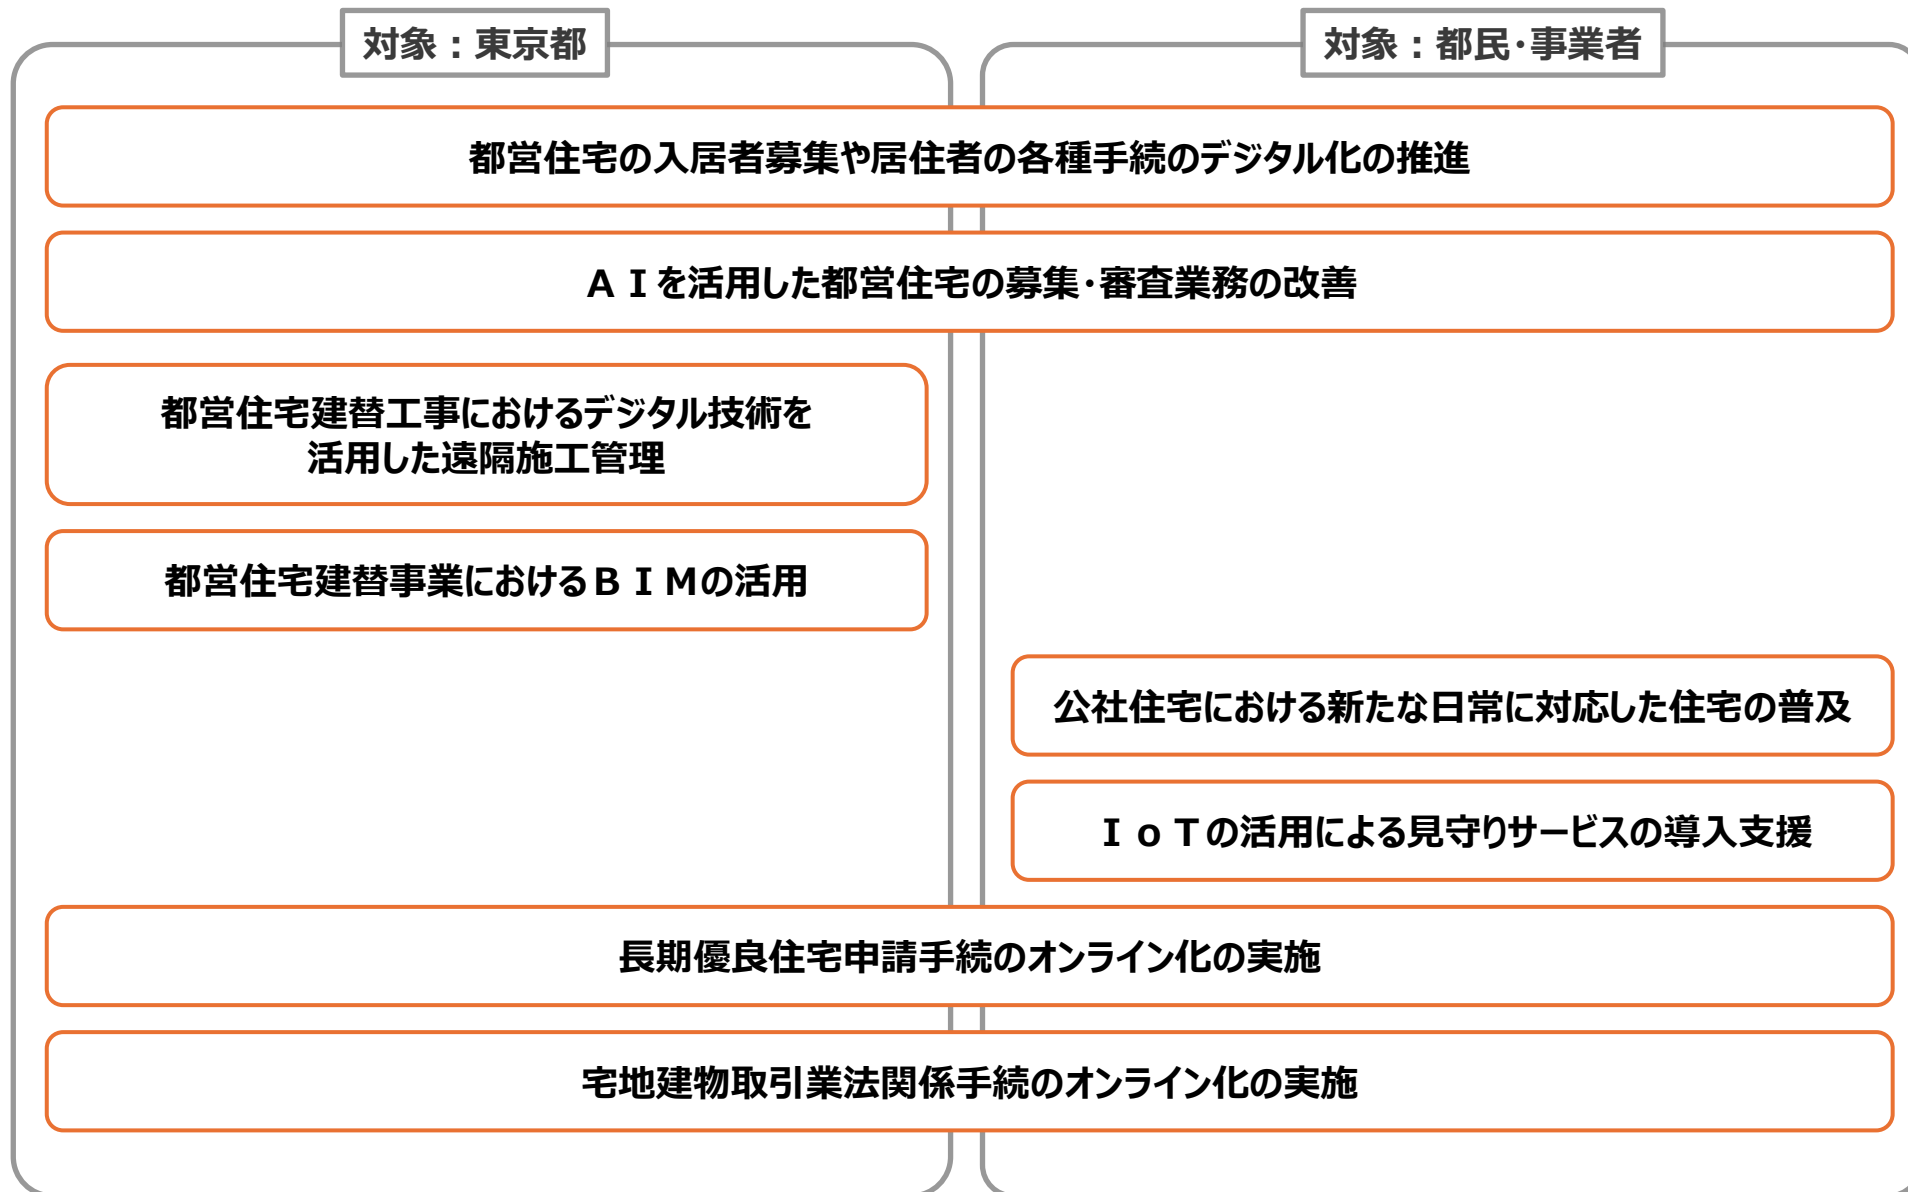 対象：東京都
対象：都民・事業者
都営住宅の入居者募集や居住者の各種手続のデジタル化の推進
ＡＩを活用した都営住宅の募集・審査業務の改善
都営住宅建替工事におけるデジタル技術を
活用した遠隔施工管理
都営住宅建替事業におけるＢＩＭの活用
公社住宅における新たな日常に対応した住宅の普及
ＩｏＴの活用による見守りサービスの導入支援
長期優良住宅申請手続のオンライン化の実施
宅地建物取引業法関係手続のオンライン化の実施